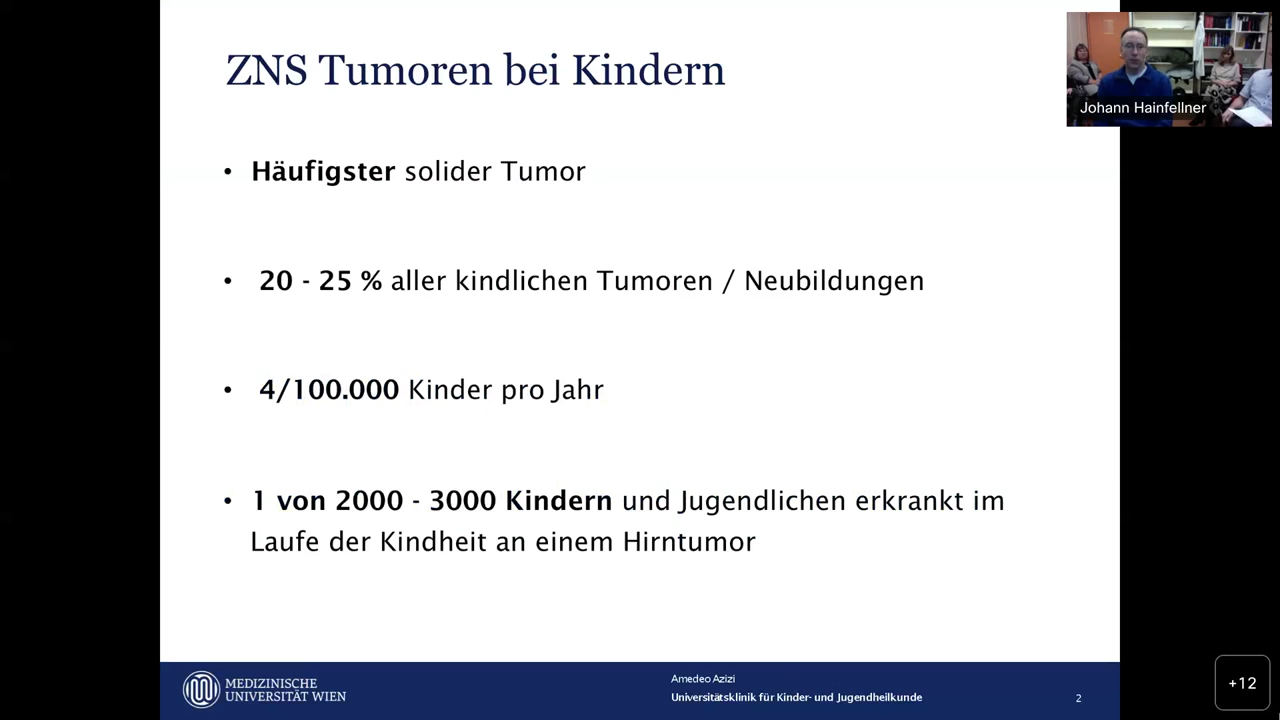 ZNS Tumoren bei Kindern
Johann Hainfellner
• Häufigster solider Tumor
• 20 - 25 % aller kindlichen Tumoren / Neubildungen
• 4/100.000 Kinder pro Jahr
• 1 von 2000 - 3000 Kindern und Jugendlichen erkrankt im
Laufe der Kindheit an einem Hirntumor
MEDIZINISCHE
UNIVERSITÄT WIEN
Amedeo Azizi
Universitätsklinik für Kinder- und Jugendheilkunde
2
+12